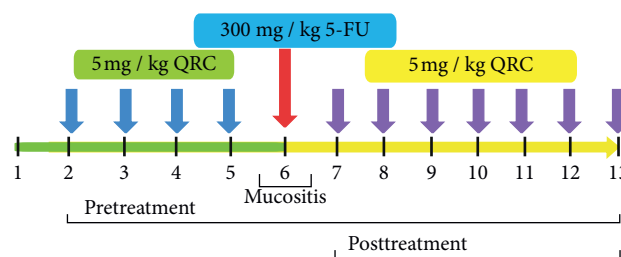 300 mg / kg 5-FU
5 mg / kg QRC
5 mg / kg QRC
1 2 3 4 5 6 7 8 9 10 11 12 13
Mucositis
Pretreatment
Posttreatment